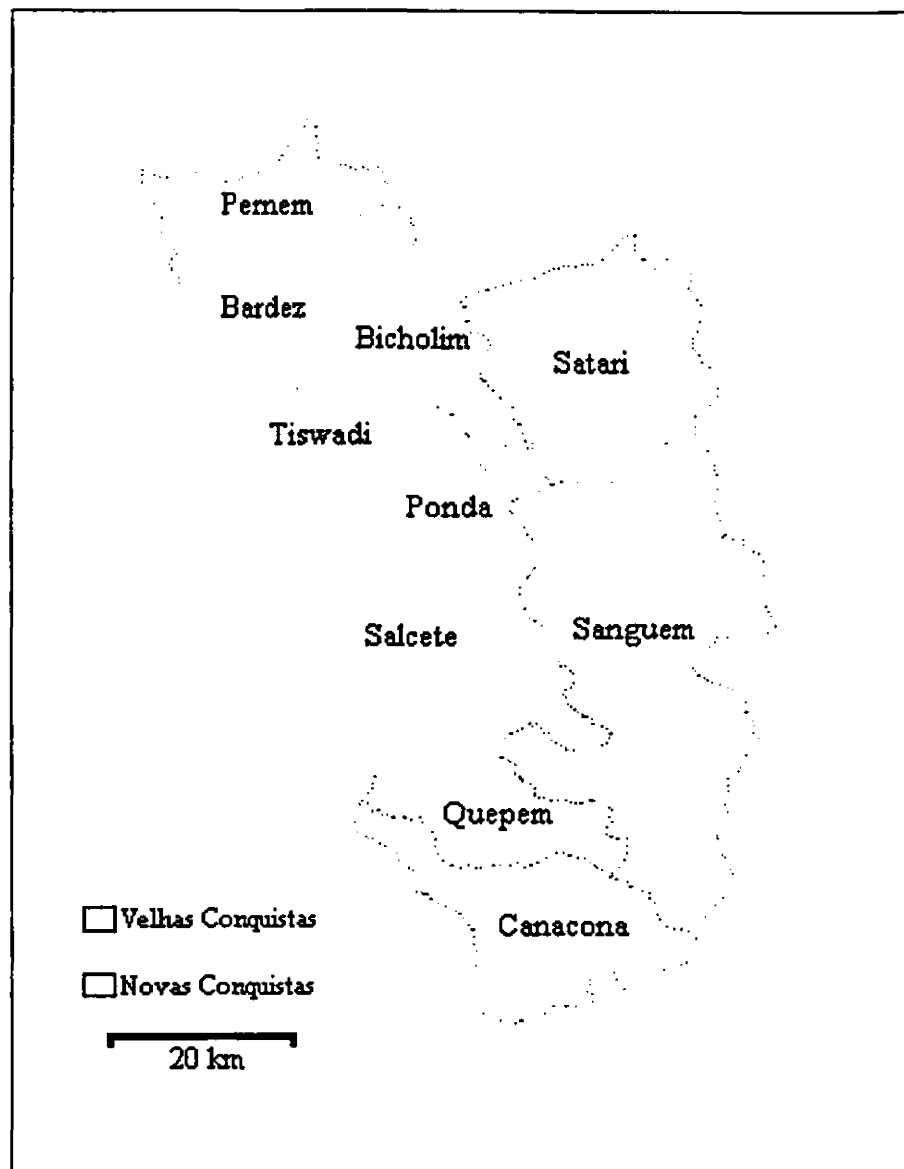 Pernem
Bardez
Bicholim
Satari
Tiswadi
Ponda
Salcete
Sanguem
Quepem
Canacona
Velhas Conquistas
Novas Conquistas
20 km